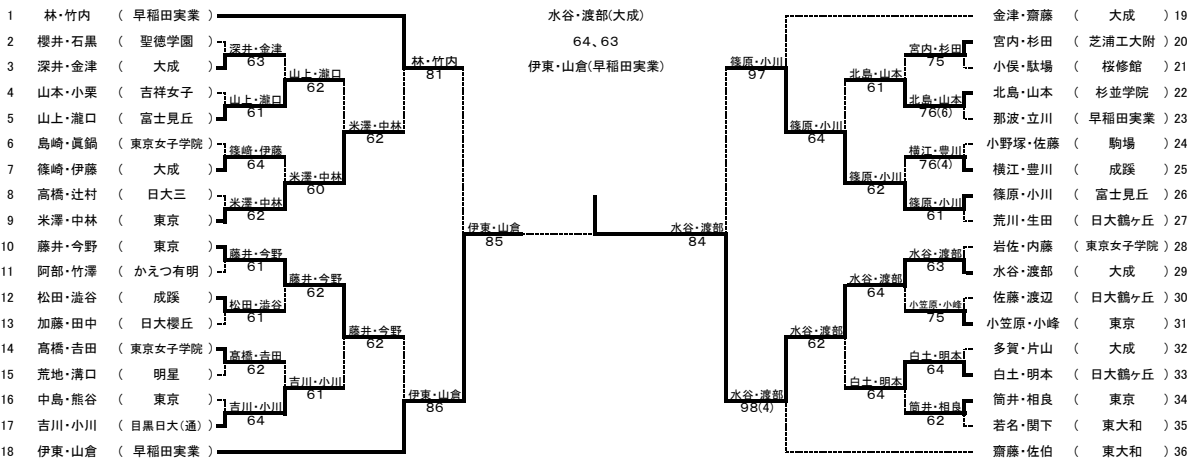 1 林・竹内 ( 早稲田実業 )
2 櫻井・石黒 ( 聖徳学園 )
3 深井・金津 ( 大成 )
4 山本・小栗 ( 吉祥女子 )
5 山上・瀧口 ( 富士見丘 )
6 島崎・眞鍋 ( 東京女子学院 )
7 篠崎・伊藤 ( 大成 )
8 高橋・辻村 ( 日大三 )
9 米澤・中林 ( 東京 )
10 藤井・今野 ( 東京 )
11 阿部・竹澤 ( かえつ有明 )
12 松田・澁谷 ( 成蹊 )
13 加藤・田中 ( 日大櫻丘 )
14 髙橋・吉田 ( 東京女子学院 )
15 荒地・溝口 ( 明星 )
16 中島・熊谷 ( 東京 )
17 吉川・小川 ( 目黒日大(通) )
18 伊東・山倉 ( 早稲田実業 )
深井・金津
63
山上・瀧口
61
篠﨑・伊藤
64
米澤・中林
62
藤井・今野
61
松田・澁谷
61
髙橋・吉田
62
吉川・小川
64
山上・瀧口
62
米澤・中林
60
藤井・今野
62
吉川・小川
61
米澤・中林
62
藤井・今野
62
林・竹内
81
伊東・山倉
86
伊東・山倉
85
水谷・渡部(大成)
64、63
伊東・山倉(早稲田実業)
水谷・渡部
84
篠原・小川
97
水谷・渡部
98(4)
篠原・小川
64
水谷・渡部
62
北島・山本
61
篠原・小川
62
水谷・渡部
64
白土・明本
64
宮内・杉田
75
北島・山本
76(6)
横江・豊川
76(4)
篠原・小川
61
水谷・渡部
63
小笠原・小峰
75
白土・明本
64
筒井・相良
62
金津・齋藤 ( 大成 ) 19
宮内・杉田 ( 芝浦工大附 ) 20
小俣・駄場 ( 桜修館 ) 21
北島・山本 ( 杉並学院 ) 22
那波・立川 ( 早稲田実業 ) 23
小野塚・佐藤 ( 駒場 ) 24
横江・豊川 ( 成蹊 ) 25
篠原・小川 ( 富士見丘 ) 26
荒川・生田 ( 日大鶴ヶ丘 ) 27
岩佐・内藤 ( 東京女子学院 ) 28
水谷・渡部 ( 大成 ) 29
佐藤・渡辺 ( 日大鶴ヶ丘 ) 30
小笠原・小峰 ( 東京 ) 31
多賀・片山 ( 大成 ) 32
白土・明本 ( 日大鶴ヶ丘 ) 33
筒井・相良 ( 東京 ) 34
若名・関下 ( 東大和 ) 35
齋藤・佐伯 ( 東大和 ) 36